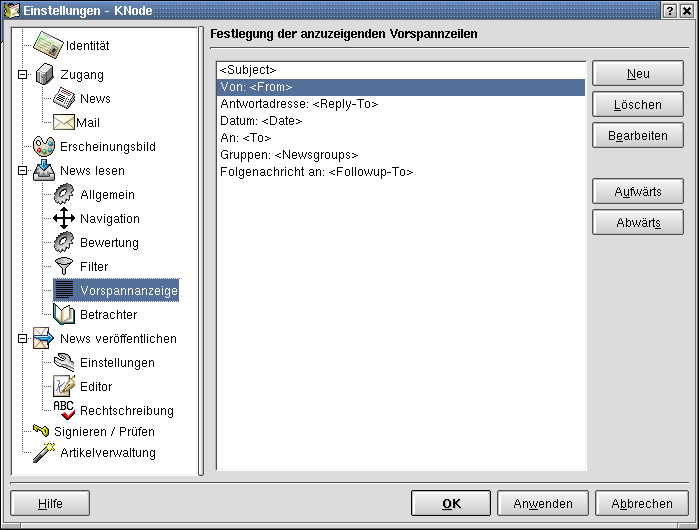 Einstellungen - KNode
Identität
Zugang
News
Mail
Erscheinungsbild
News lesen
Allgemein
Navigation
Bewertung
Filter
Vorspannanzeige
Betrachter
News veröffentlichen
Einstellungen
Editor
ABC Rechtschreibung
Signieren / Prüfen
Artikelverwaltung
Festlegung der anzuzeigenden Vorspannzeilen
<Subject>
Von: <From>
Antwortadresse: <Reply-To>
Datum: <Date>
An: <To>
Gruppen: <Newsgroups>
Folgenachricht an: <Followup-To>
Neu
Löschen
Bearbeiten
Aufwärts
Abwärts
Hilfe
OK
Anwenden
Abbrechen